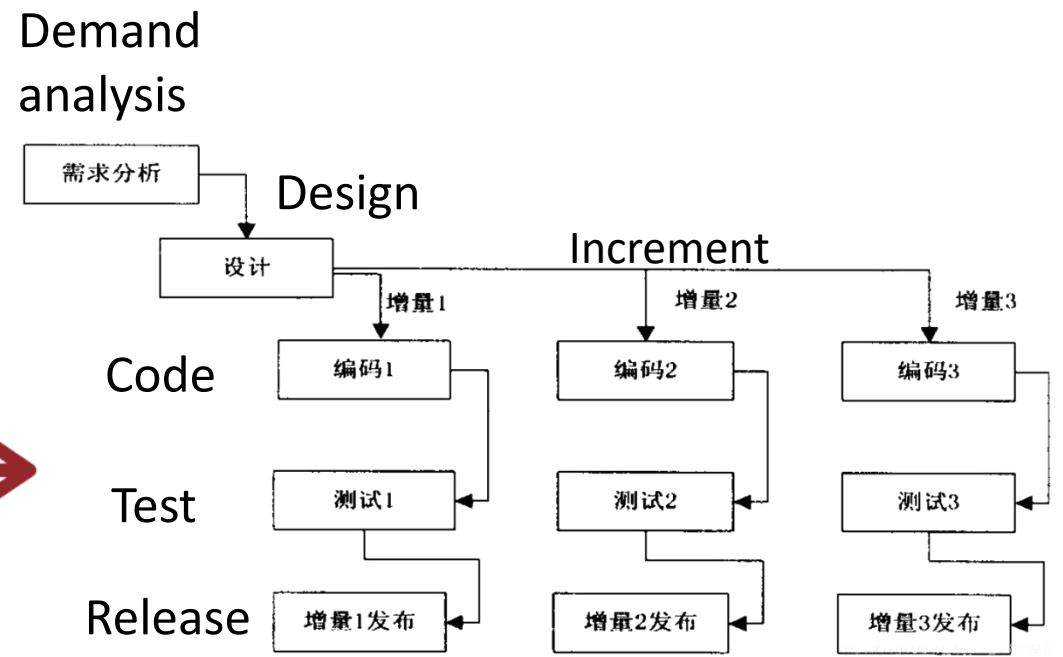 Demand
analysis
需求分析
Design
设计
Increment
增量1
增量2
增量3
Code
编码1
编码2
编码3
Test
测试1
测试2
测试3
Release
增量1发布
增量2发布
增量3发布